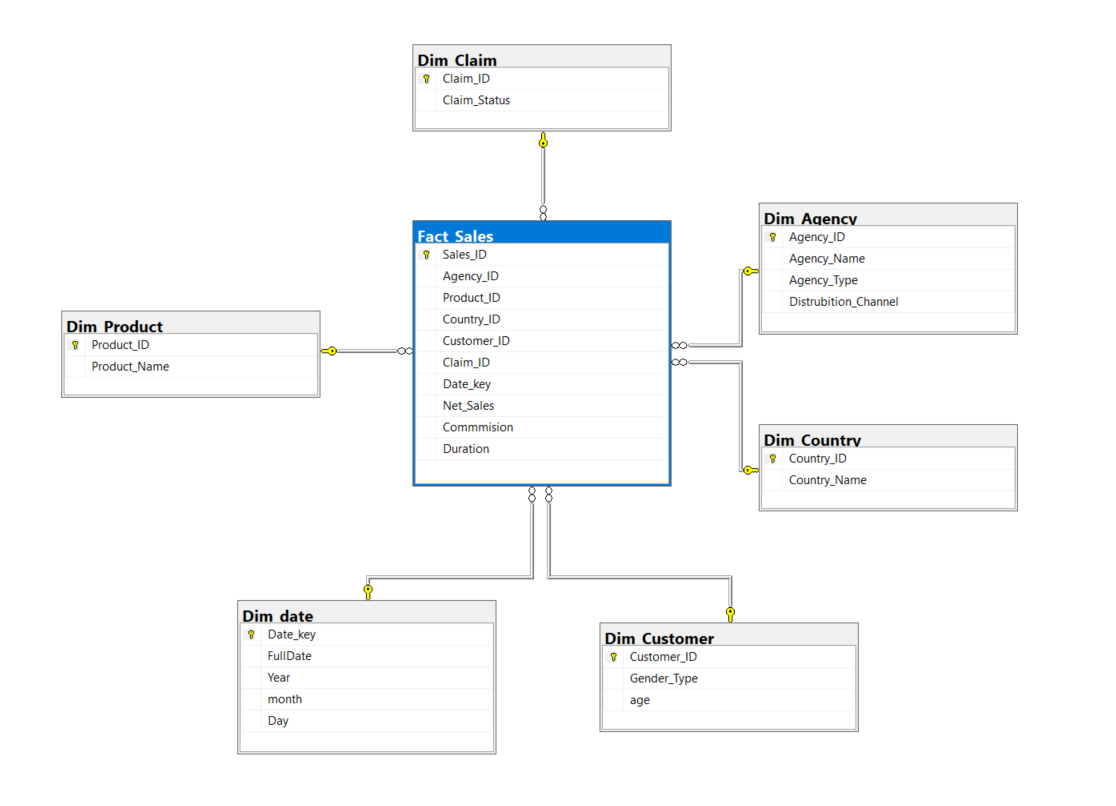 Dim_Claim
Claim_ID
Claim_Status
Fact_Sales
Sales_ID
Agency_ID
Product_ID
Country_ID
Customer_ID
Claim_ID
Date_key
Net_Sales
Commmision
Duration
Dim_Agency
Agency_ID
Agency_Name
Agency_Type
Distrubition_Channel
Dim_Product
Product_ID
Product_Name
Dim_Country
Country_ID
Country_Name
Dim_date
Date_key
FullDate
Year
month
Day
Dim_Customer
Customer_ID
Gender_Type
age